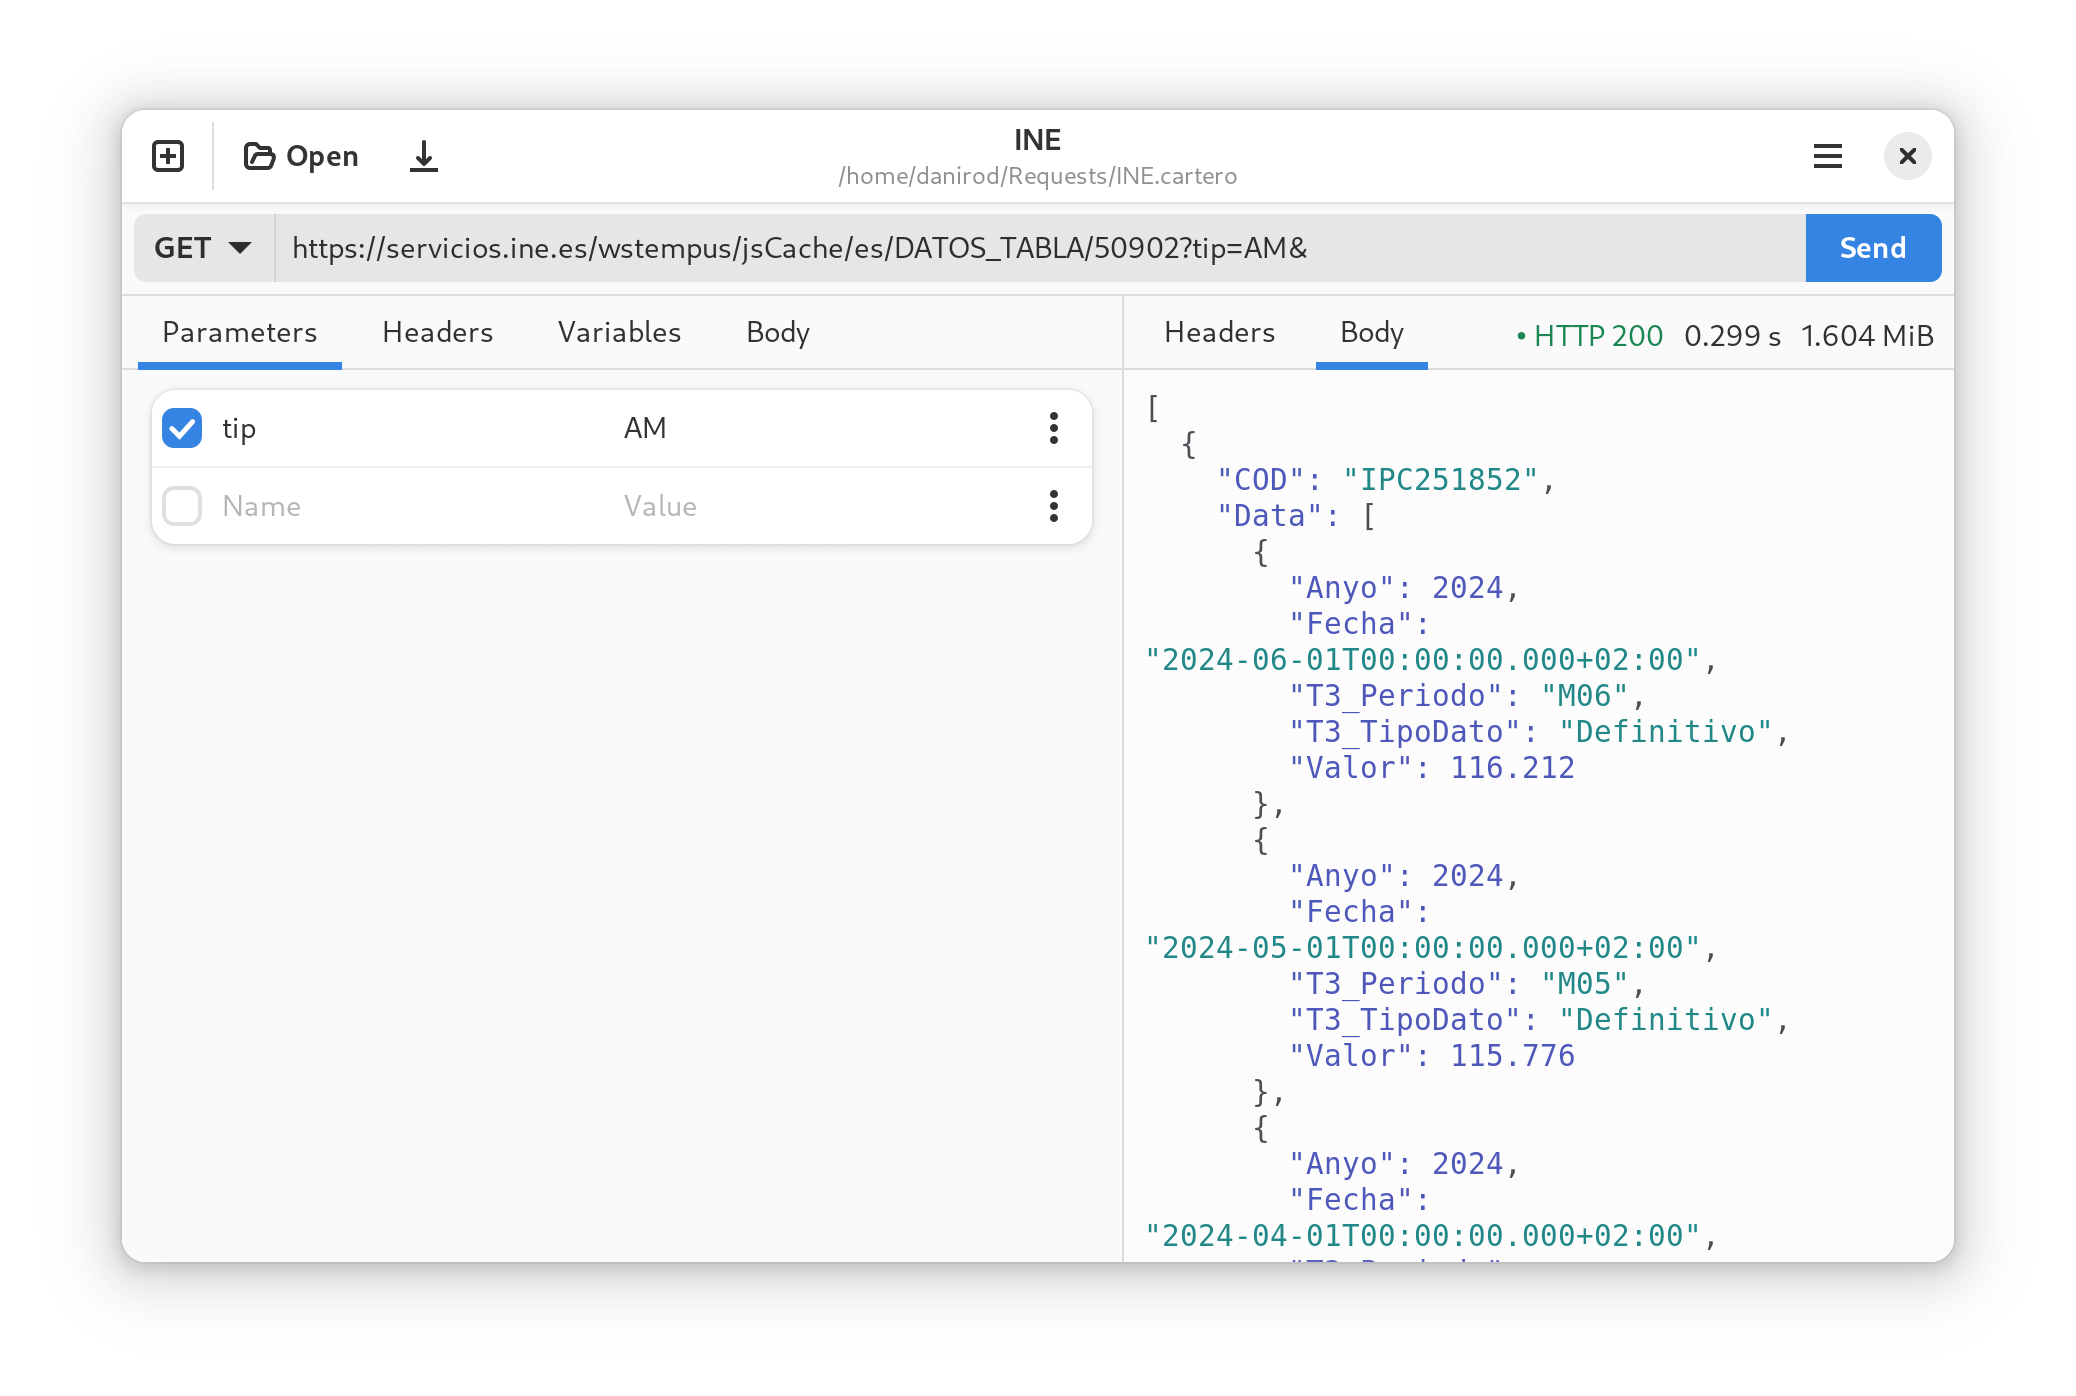 Open
INE
/home/danirod/Requests/INE.cartero
GET
https://servicios.ine.es/wstempus/jsCache/es/DATOS_TABLA/50902?tip=AM&
Send
Parameters Headers Variables Body
tip AM
Name Value
Headers Body • HTTP 200 0.299 s 1.604 MiB
[
{
"COD": "IPC251852",
"Data": [
{
"Anyo": 2024,
"Fecha":
"2024-06-01T00:00:00.000+02:00",
"T3_Periodo": "M06",
"T3_TipoDato": "Definitivo",
"Valor": 116.212
},
{
"Anyo": 2024,
"Fecha":
"2024-05-01T00:00:00.000+02:00",
"T3_Periodo": "M05",
"T3_TipoDato": "Definitivo",
"Valor": 115.776
},
{
"Anyo": 2024,
"Fecha":
"2024-04-01T00:00:00.000+02:00",